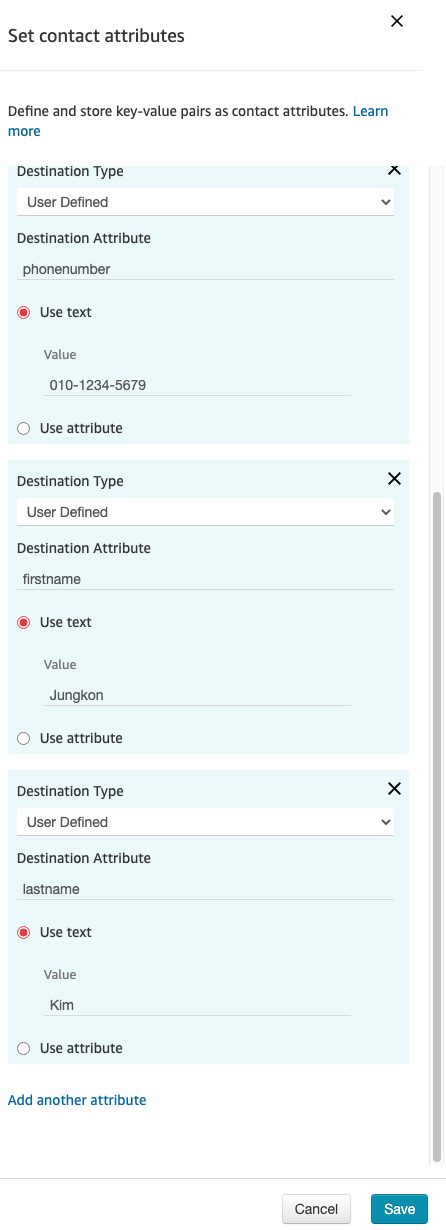 Set contact attributes
Define and store key-value pairs as contact attributes. Learn
more
Destination Type
User Defined
Destination Attribute
phonenumber
Use text
Value
010-1234-5679
Use attribute
Destination Type
User Defined
Destination Attribute
firstname
Use text
Value
Jungkon
Use attribute
Destination Type
User Defined
Destination Attribute
lastname
Use text
Value
Kim
Use attribute
Add another attribute
Cancel Save